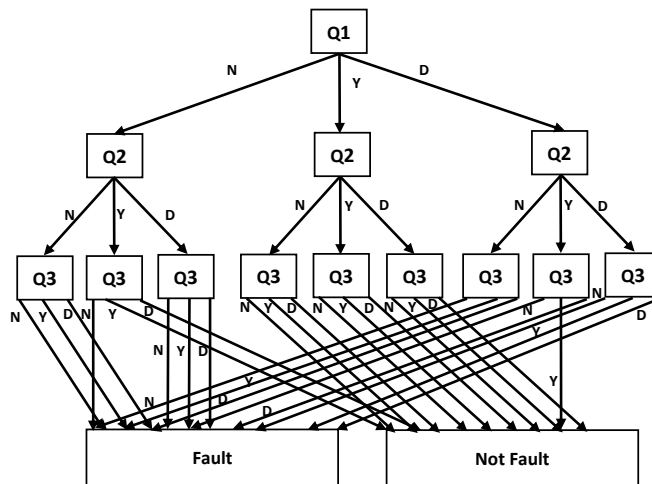 Q1
N Y D
Q2 Q2 Q2
N Y D N Y D N Y D
Q3 Q3 Q3 Q3 Q3 Q3 Q3 Q3 Q3
N Y D N Y D N Y D N Y D N Y D N N D
N Y D Y
Y Y
N D D
Fault Not Fault